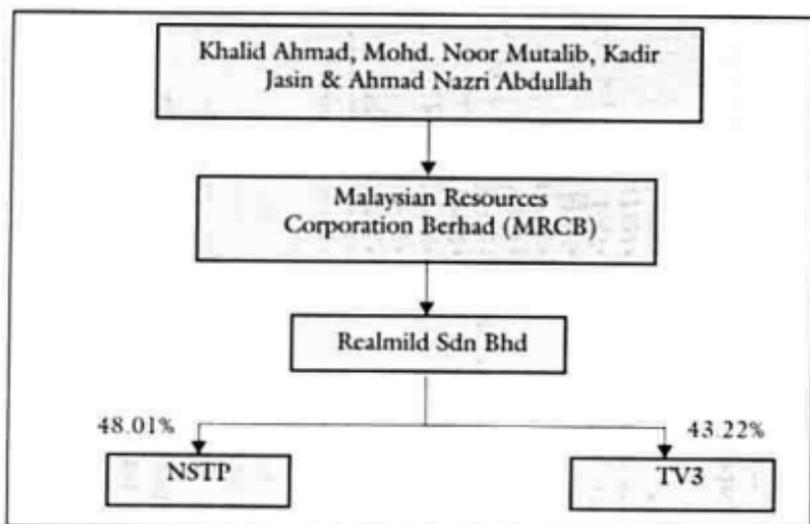 Khalid Ahmad, Mohd. Noor Mutalib, Kadir
Jasin & Ahmad Nazri Abdullah
Malaysian Resources
Corporation Berhad (MRCB)
Realmild Sdn Bhd
48.01%
43.22%
NSTP
TV3